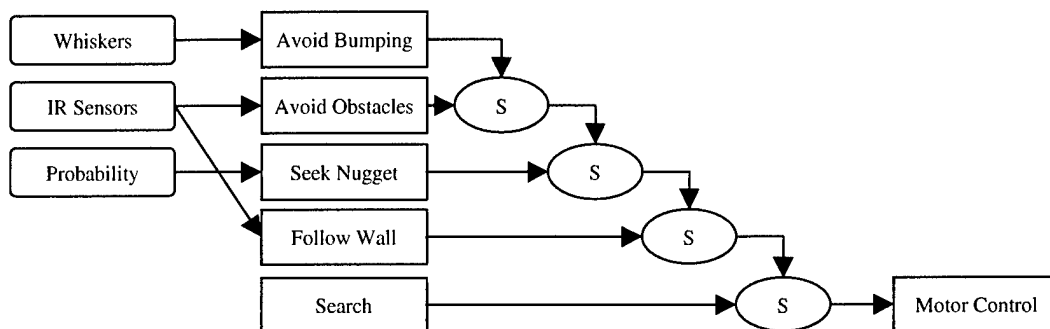 Whiskers
Avoid Bumping
IR Sensors
Avoid Obstacles
S
Probability
Seek Nugget
S
Follow Wall
S
Search
S
Motor Control